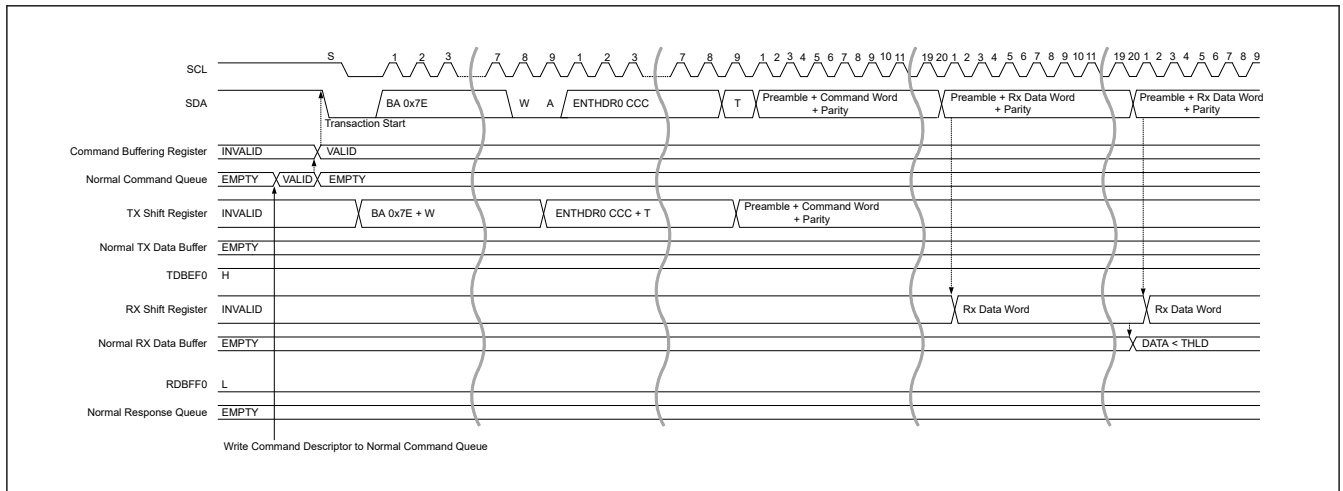 S 1 2 3 7 8 9 1 2 3 7 8 9 1 2 3 4 5 6 7 8 9 10 11 19 20 1 2 3 4 5 6 7 8 9 10 11 19 20 1 2 3 4 5 6 7 8 9
SCL
SDA BA 0x7E W A ENTHDR0 CCC T Preamble + Command Word Preamble + Rx Data Word Preamble + Rx Data Word
+ Parity + Parity + Parity
Transaction Start
Command Buffering Register INVALID VALID
Normal Command Queue EMPTY VALID EMPTY
TX Shift Register INVALID BA 0x7E + W ENTHDR0 CCC + T Preamble + Command Word
+ Parity
Normal TX Data Buffer EMPTY
TDBEF0 H
RX Shift Register INVALID Rx Data Word Rx Data Word
Normal RX Data Buffer EMPTY DATA < THLD
RDBFF0 L
Normal Response Queue EMPTY
Write Command Descriptor to Normal Command Queue